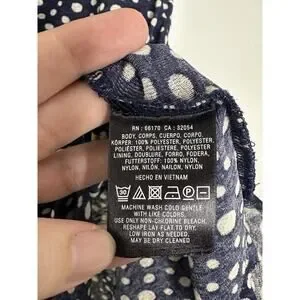 RN : 66170 CA : 32054
BODY, CORPS, CUERPO, CORPO,
KÖRPER: 100% POLYESTER, POLYESTER,
POLIÉSTER, POLIESTERE, POLYESTER
LINING, DOUBLURE, FORRO, FODERA,
FUTTERSTOFF: 100% NYLON,
NYLON, NILÓN, NAILON, NYLON
HECHO EN VIETNAM
30
MACHINE WASH COLD GENTLE
WITH LIKE COLORS.
USE ONLY NON-CHLORINE BLEACH.
RESHAPE LAY FLAT TO DRY.
LOW IRON AS NEEDED.
MAY BE DRY CLEANED